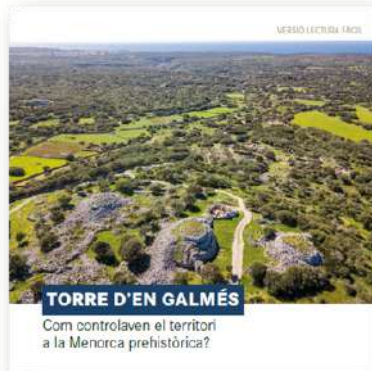 VERSIÓ LECTURA FÀCIL
TORRE D'EN GALMÉS
Com controlaven el territori
a la Menorca prehistòrica?